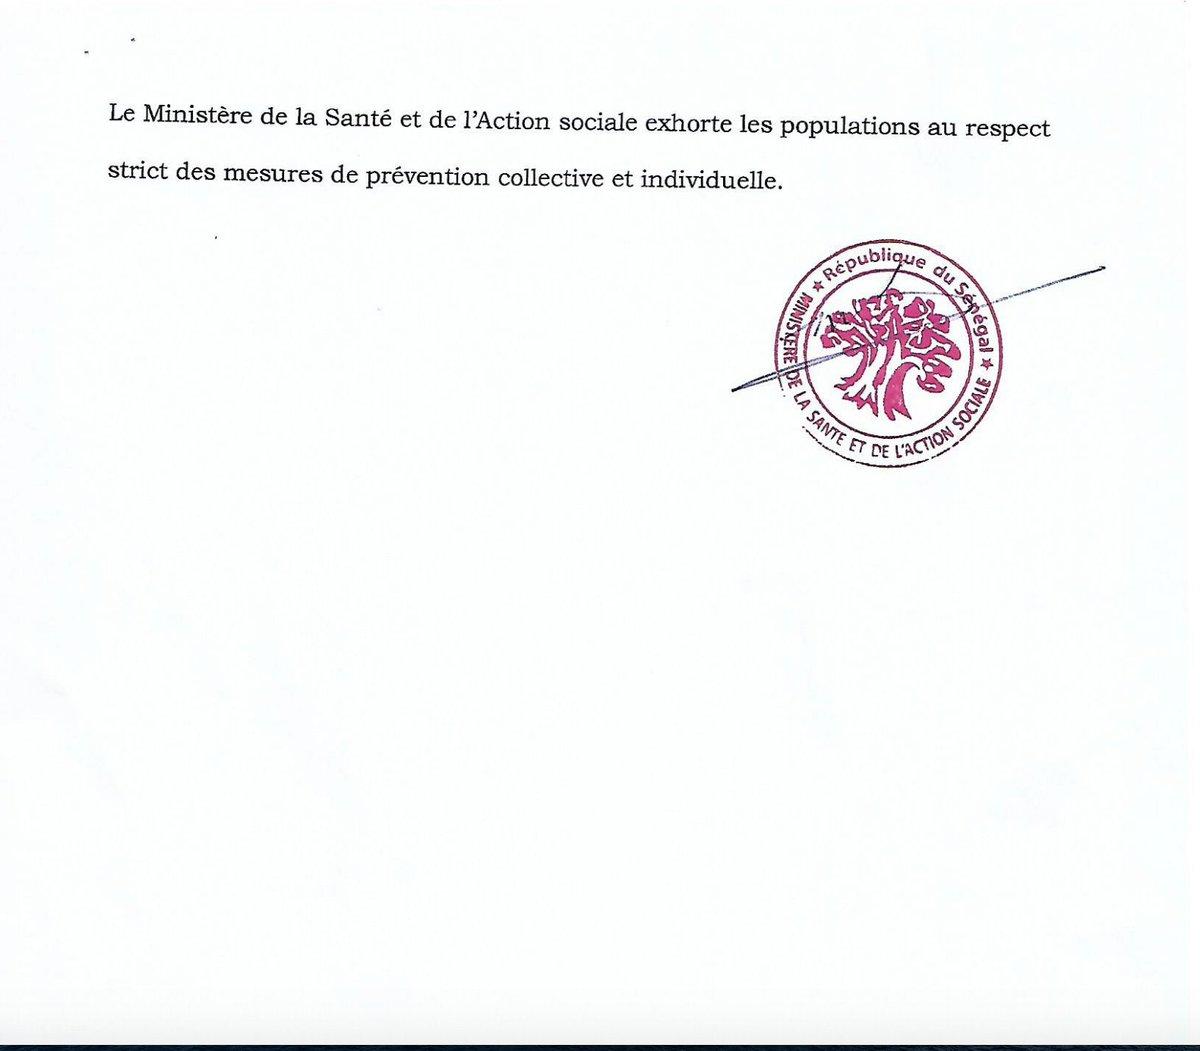 Le Ministère de la Santé et de l'Action sociale exhorte les populations au respect
strict des mesures de prévention collective et individuelle.
★ République du Sénégal ★
MINISTERE DE LA SANTE ET DE L'ACTION SOCIALE